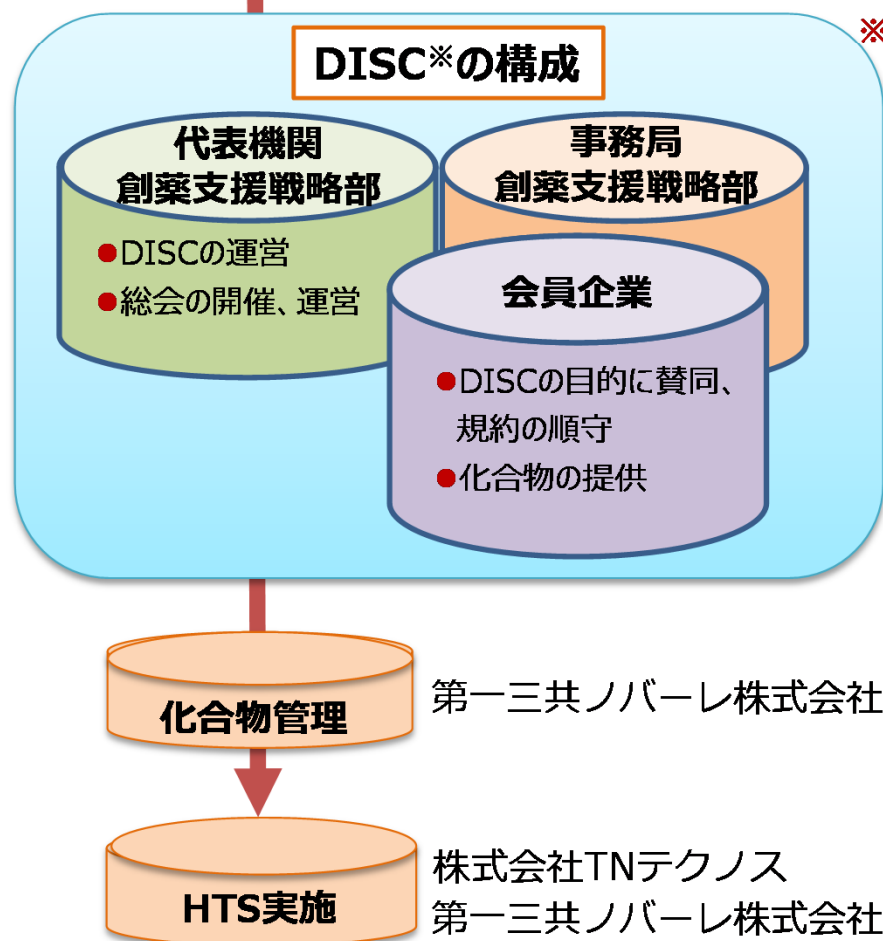 ※
DISC※の構成
代表機関
創薬支援戦略部
●DISCの運営
●総会の開催、運営
事務局
創薬支援戦略部
会員企業
●DISCの目的に賛同、
規約の順守
●化合物の提供
化合物管理
第一三共ノバーレ株式会社
HTS実施
株式会社TNテクノス
第一三共ノバーレ株式会社